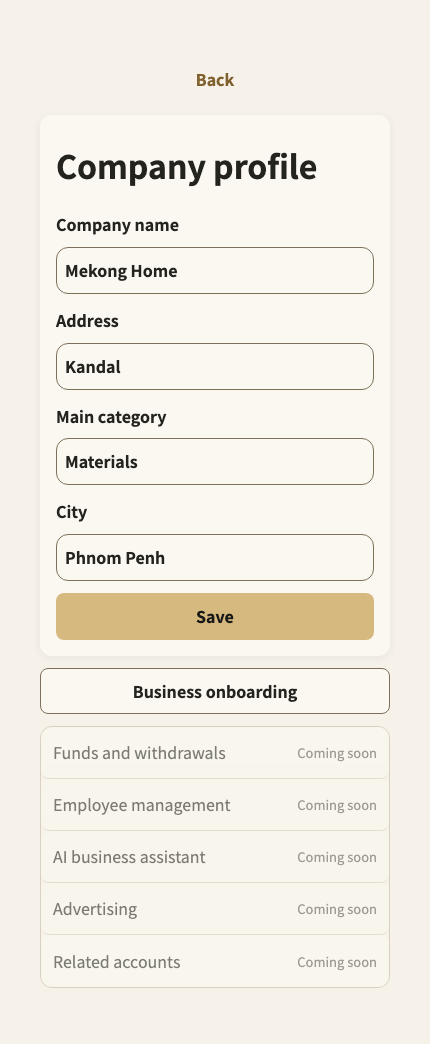 Back
Company profile
Company name
Mekong Home
Address
Kandal
Main category
Materials
City
Phnom Penh
Save
Business onboarding
Funds and withdrawals Coming soon
Employee management Coming soon
AI business assistant Coming soon
Advertising Coming soon
Related accounts Coming soon